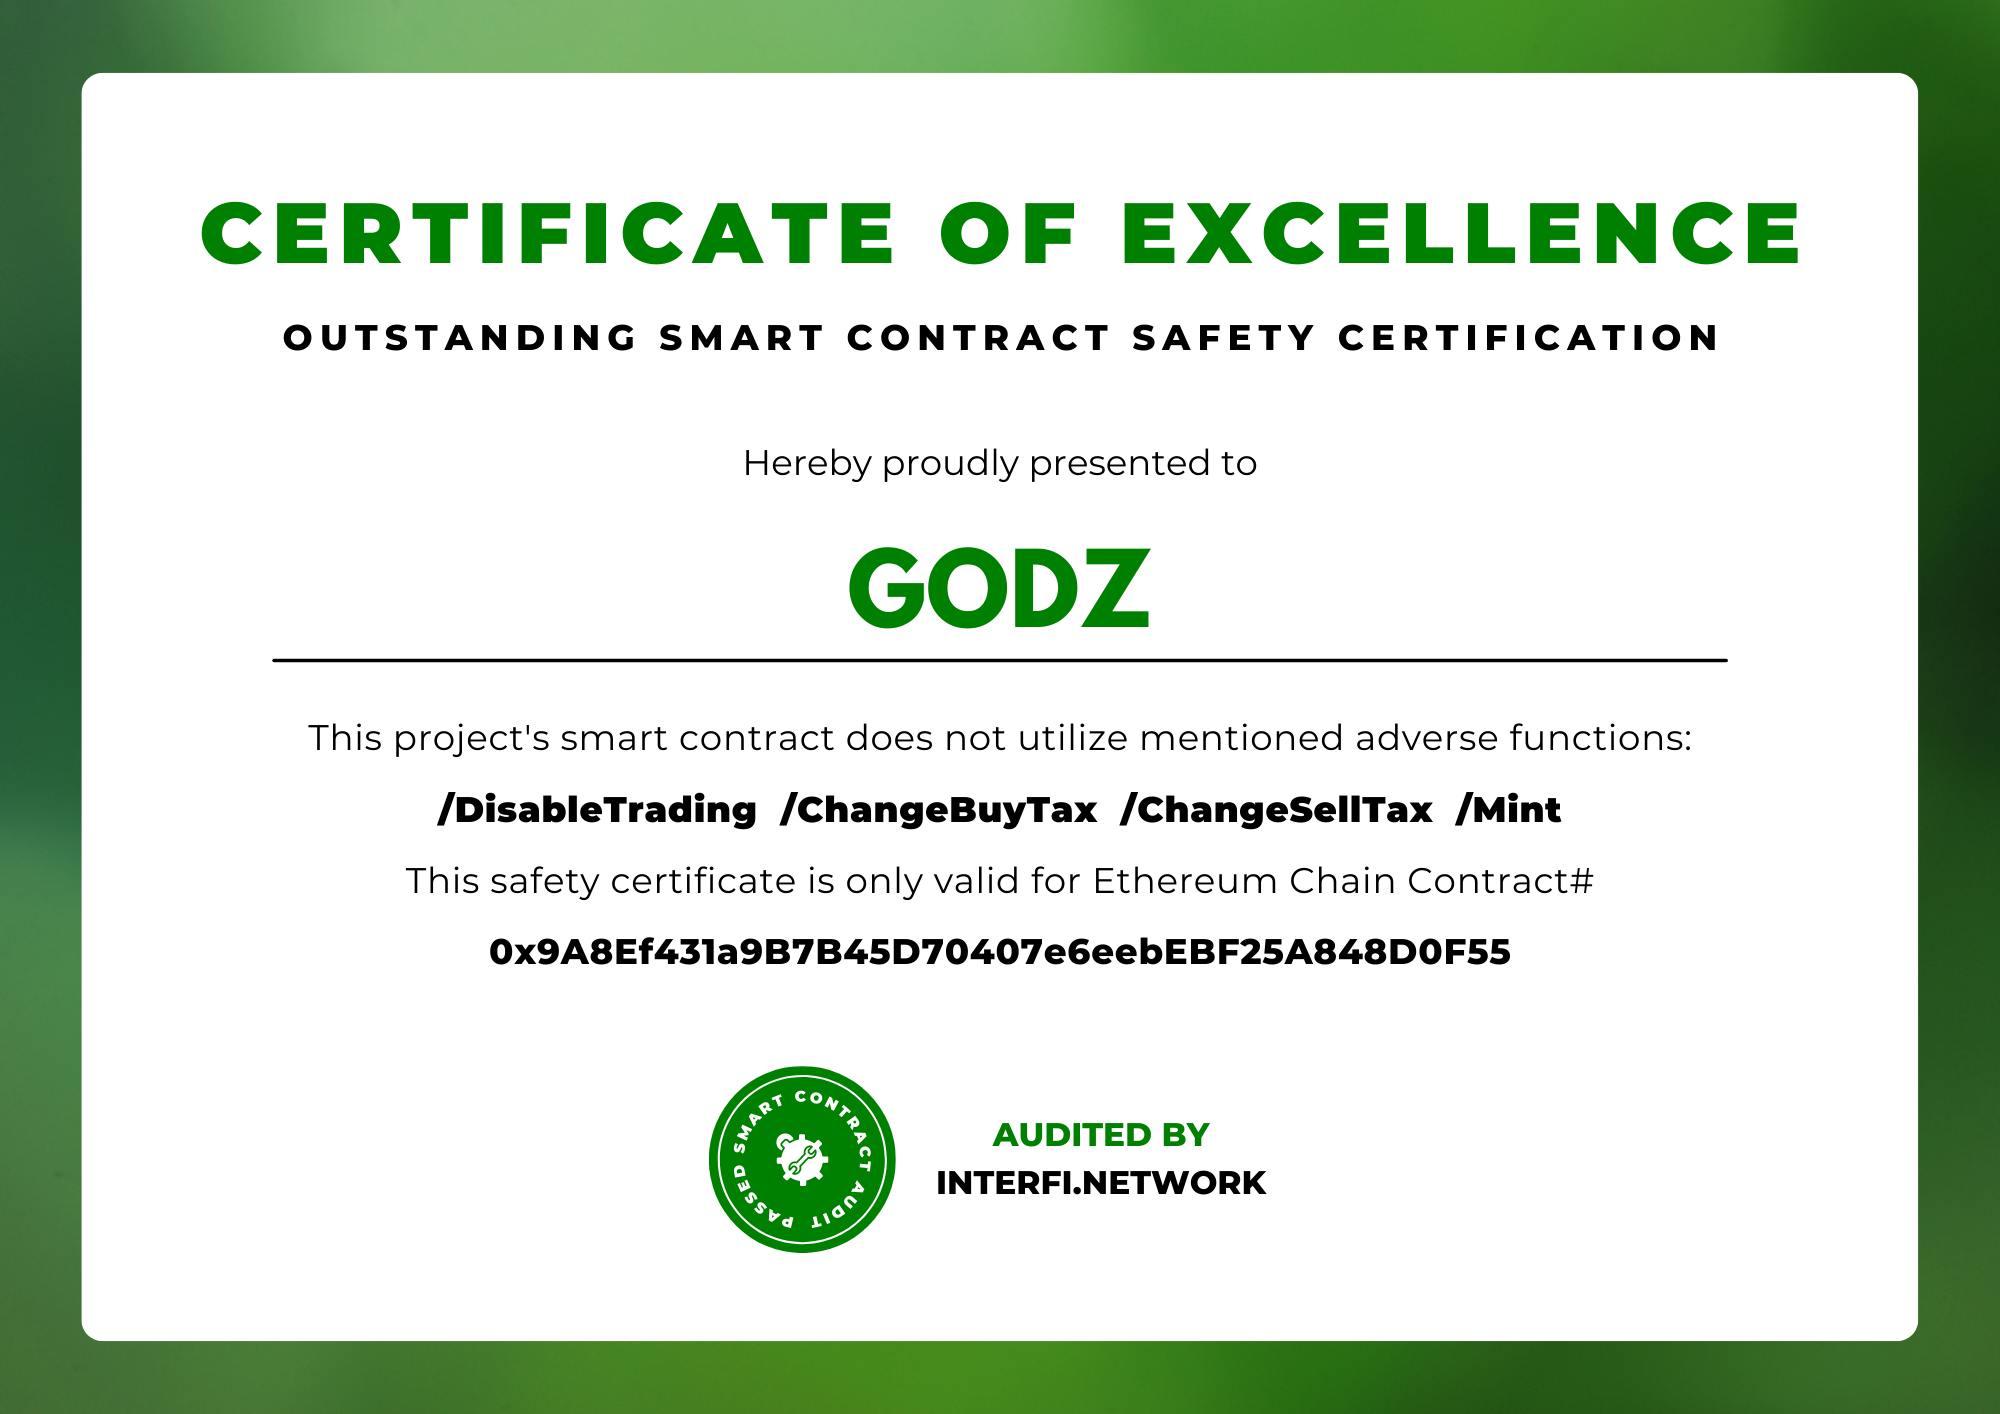 CERTIFICATE OF EXCELLENCE
OUTSTANDING SMART CONTRACT SAFETY CERTIFICATION
Hereby proudly presented to
GODZ
This project's smart contract does not utilize mentioned adverse functions:
/DisableTrading /ChangeBuyTax /ChangeSellTax /Mint
This safety certificate is only valid for Ethereum Chain Contract#
0x9A8Ef431a9B7B45D70407e6eebEBF25A848D0F55
PASSED SMART CONTRACT AUDIT
AUDITED BY
INTERFI.NETWORK